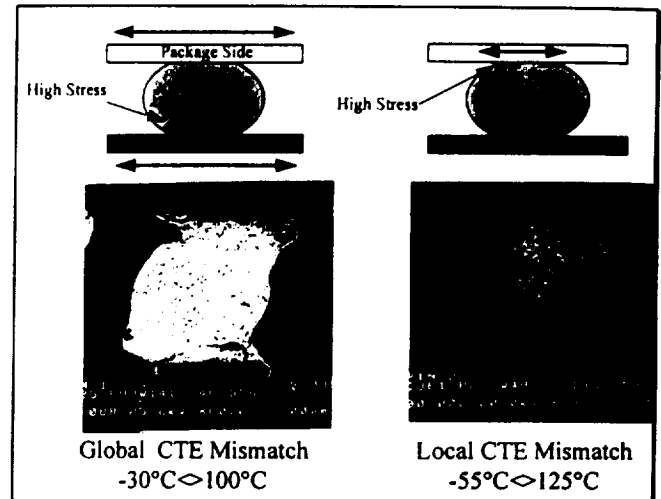 Package Side
High Stress
High Stress
Global CTE Mismatch
-30°C<>100°C
Local CTE Mismatch
-55°C<>125°C